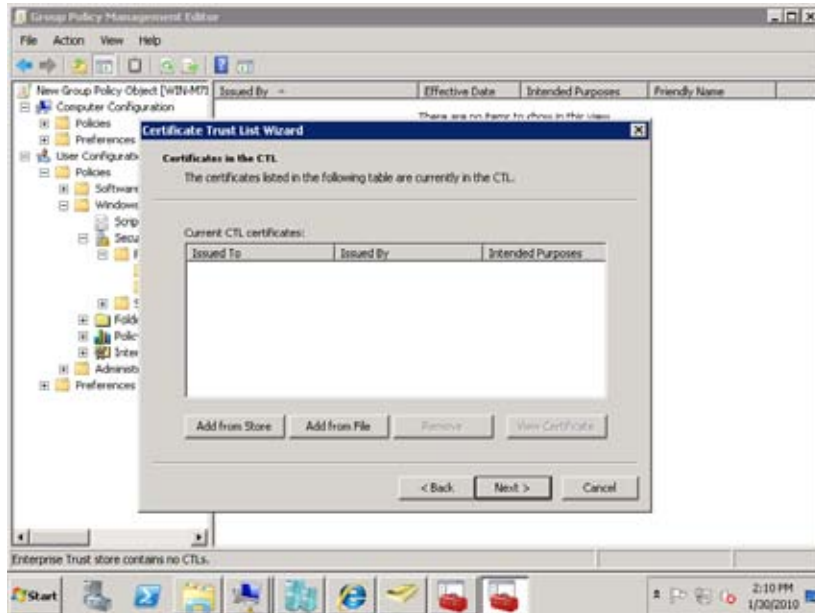 Group Policy Management Editor
File Action View Help
New Group Policy Object [WIN-M7
Issued By Effective Date Intended Purposes Friendly Name
Computer Configuration
There are no items to show in this view.
Policies
Certificate Trust List Wizard
Preferences
User Configurati
Certificates in the CTL
The certificates listed in the following table are currently in the CTL.
Policies
Software
Windows
Scrip
Secu
Current CTL certificates:
Issued To Issued By Intended Purposes
Folde
Polic
Inter
Administ
Preferences
Add from Store Add from File Remove View Certificate
< Back Next > Cancel
Enterprise Trust store contains no CTLs.
Start
2:10 PM
1/30/2010